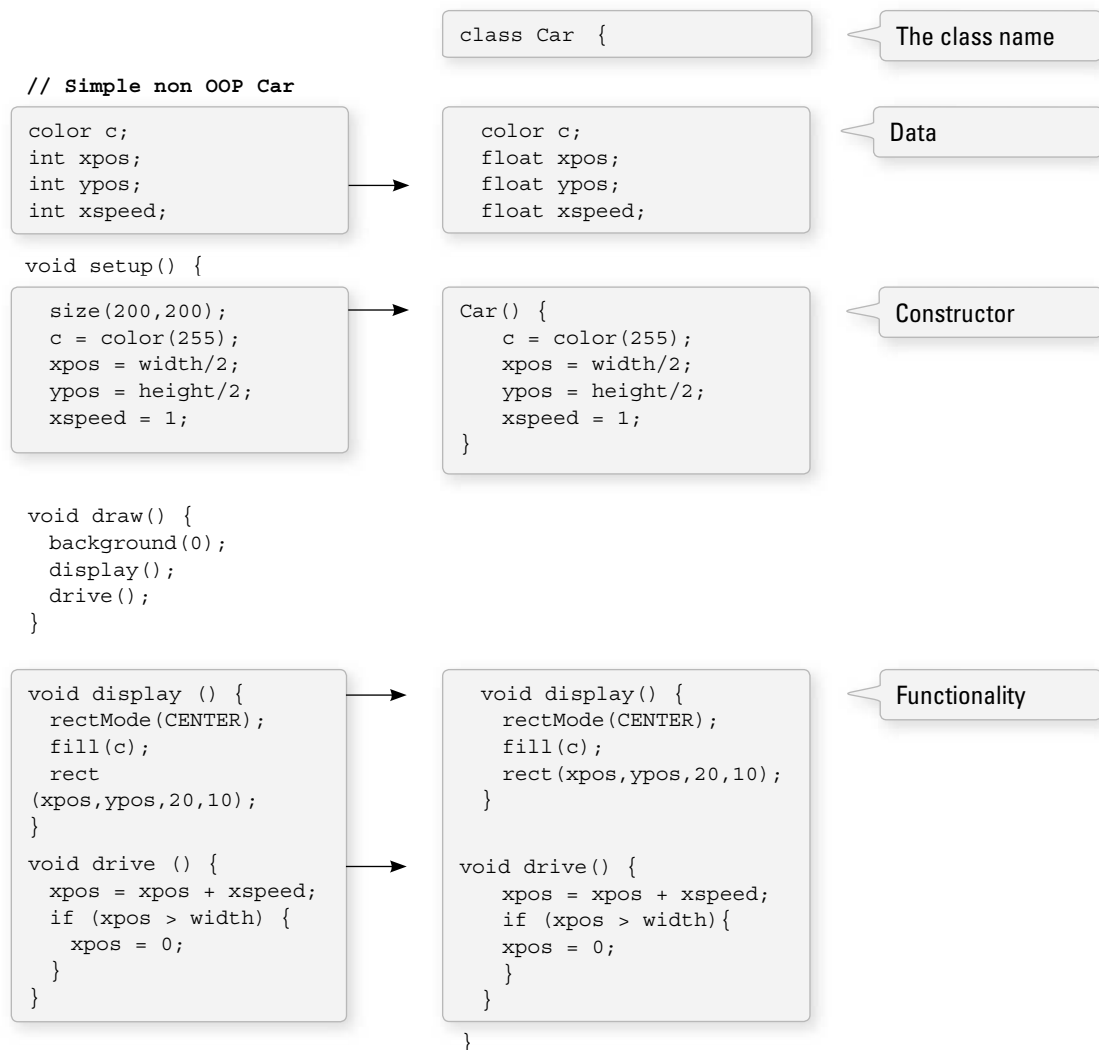 class Car {
The class name
// Simple non OOP Car
color c;
int xpos;
int ypos;
int xspeed;
color c;
float xpos;
float ypos;
float xspeed;
Data
void setup() {
size(200,200);
c = color(255);
xpos = width/2;
ypos = height/2;
xspeed = 1;
Car() {
c = color(255);
xpos = width/2;
ypos = height/2;
xspeed = 1;
}
Constructor
void draw() {
background(0);
display();
drive();
}
void display () {
rectMode(CENTER);
fill(c);
rect
(xpos,ypos,20,10);
}
void drive () {
xpos = xpos + xspeed;
if (xpos > width) {
xpos = 0;
}
}
void display() {
rectMode(CENTER);
fill(c);
rect(xpos,ypos,20,10);
}
void drive() {
xpos = xpos + xspeed;
if (xpos > width){
xpos = 0;
}
}
}
Functionality